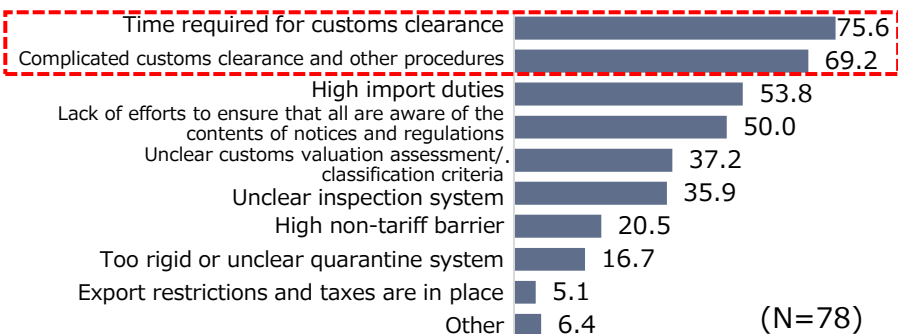 Time required for customs clearance 75.6
Complicated customs clearance and other procedures 69.2
High import duties 53.8
Lack of efforts to ensure that all are aware of the
contents of notices and regulations 50.0
Unclear customs valuation assessment/.
classification criteria 37.2
Unclear inspection system 35.9
High non-tariff barrier 20.5
Too rigid or unclear quarantine system 16.7
Export restrictions and taxes are in place 5.1
Other 6.4 (N=78)